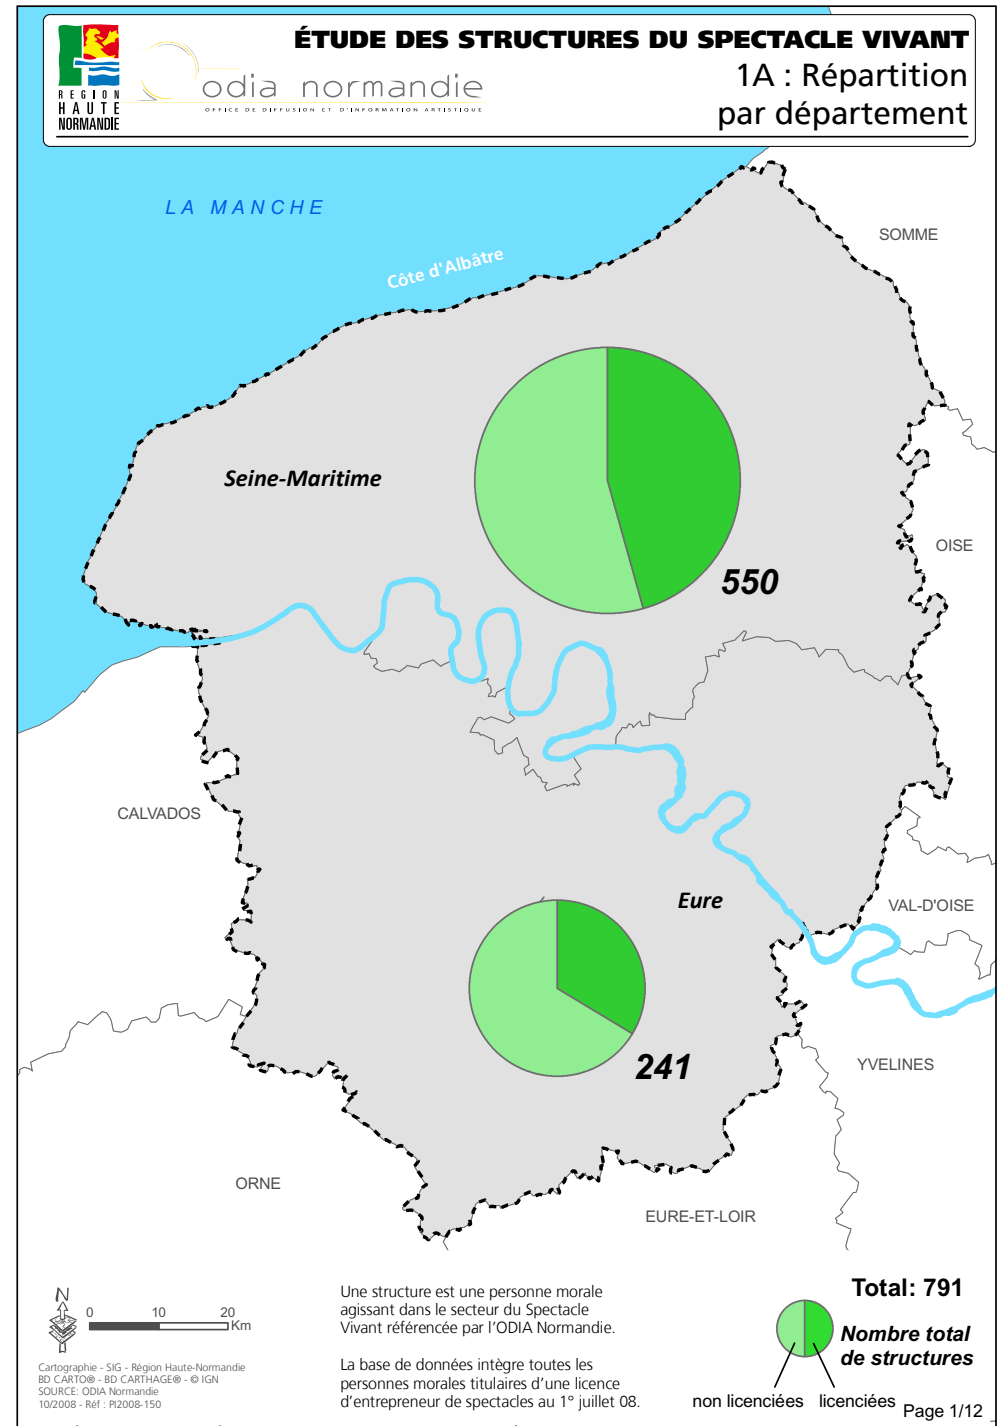 ÉTUDE DES STRUCTURES DU SPECTACLE VIVANT
1A : Répartition
par département
REGION
HAUTE
NORMANDIE
odia normandie
OFFICE DE DIFFUSION ET D'INFORMATION ARTISTIQUE
LA MANCHE
Côte d'Albâtre
SOMME
Seine-Maritime
OISE
550
CALVADOS
Eure
VAL-D'OISE
241
YVELINES
ORNE
EURE-ET-LOIR
N
0 10 20
Km
Cartographie - SIG - Région Haute-Normandie
BD CARTO® - BD CARTHAGE® - © IGN
SOURCE: ODIA Normandie
10/2008 - Réf : PI2008-150
Une structure est une personne morale
agissant dans le secteur du Spectacle
Vivant référencée par l'ODIA Normandie.
La base de données intègre toutes les
personnes morales titulaires d'une licence
d'entrepreneur de spectacles au 1° juillet 08.
Total: 791
Nombre total
de structures
non licenciées licenciées
Page 1/12